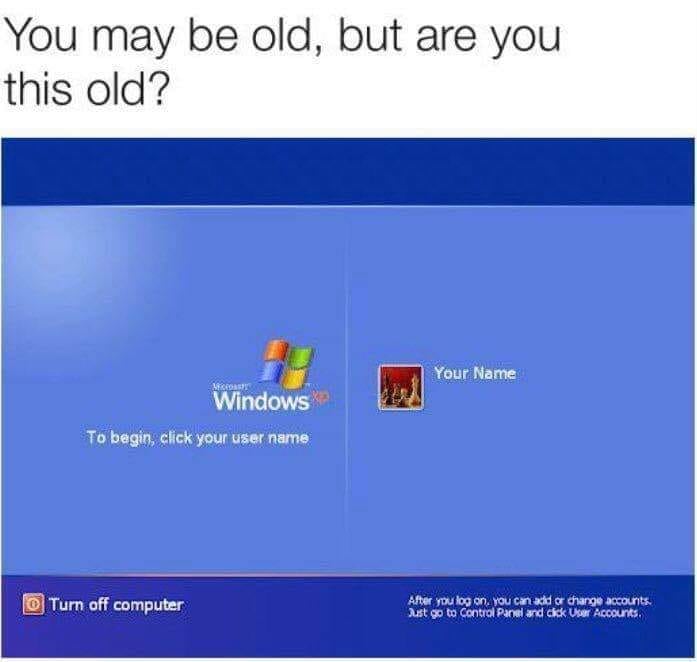 You may be old, but are you
this old?
Microsoft
Windows xp
Your Name
To begin, click your user name
Turn off computer
After you log on, you can add or change accounts.
Just go to Control Panel and click User Accounts.